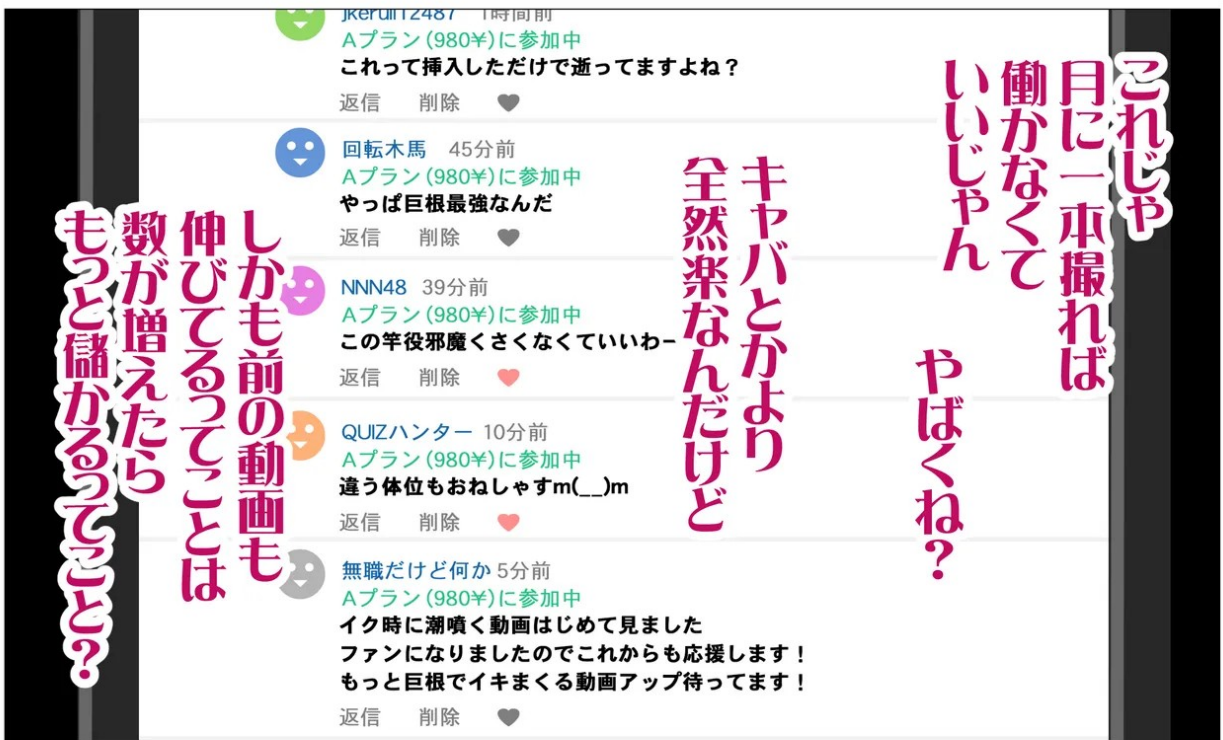 これじゃ
月に一本撮れば
働かなくて
いいじゃん
やばくね?
キャバとかより
全然楽なんだけど
しかも前の動画も
伸びてるってことは
数が増えたら
もっと儲かるってこと?
jkeruii12487 1時間前
Aプラン(980¥)に参加中
これって挿入しただけで逝ってますよね?
返信 削除
回転木馬 45分前
Aプラン(980¥)に参加中
やっぱ巨根最強なんだ
返信 削除
NNN48 39分前
Aプラン(980¥)に参加中
この竿役邪魔くさくなくていいわ−
返信 削除
QUIZハンター 10分前
Aプラン(980¥)に参加中
違う体位もおねしゃすm(__)m
返信 削除
無職だけど何か 5分前
Aプラン(980¥)に参加中
イク時に潮噴く動画はじめて見ました
ファンになりましたのでこれからも応援します!
もっと巨根でイキまくる動画アップ待ってます!
返信 削除